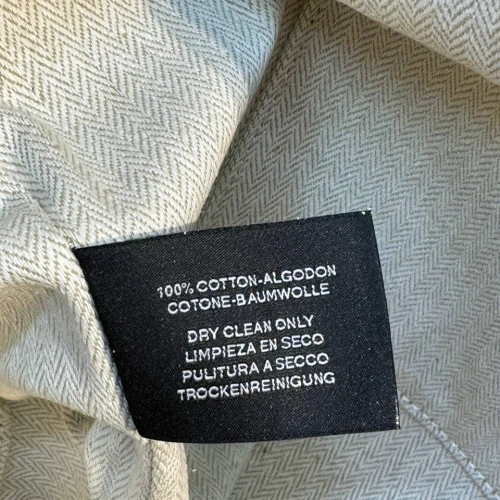 100% COTTON-ALGODON
COTONE-BAUMWOLLE
DRY CLEAN ONLY
LIMPIEZA EN SECO
PULITURA A SECCO
TROCKENREINIGUNG